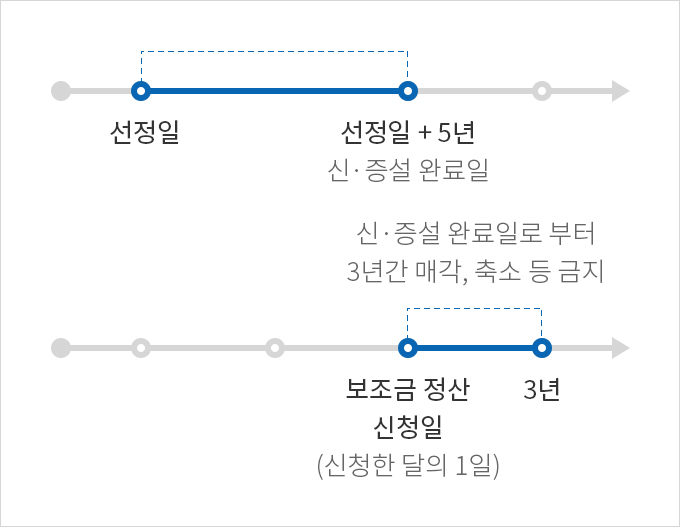 선정일
선정일 + 5년
신·증설 완료일
신·증설 완료일로 부터
3년간 매각, 축소 등 금지
보조금 정산
신청일
(신청한 달의 1일)
3년